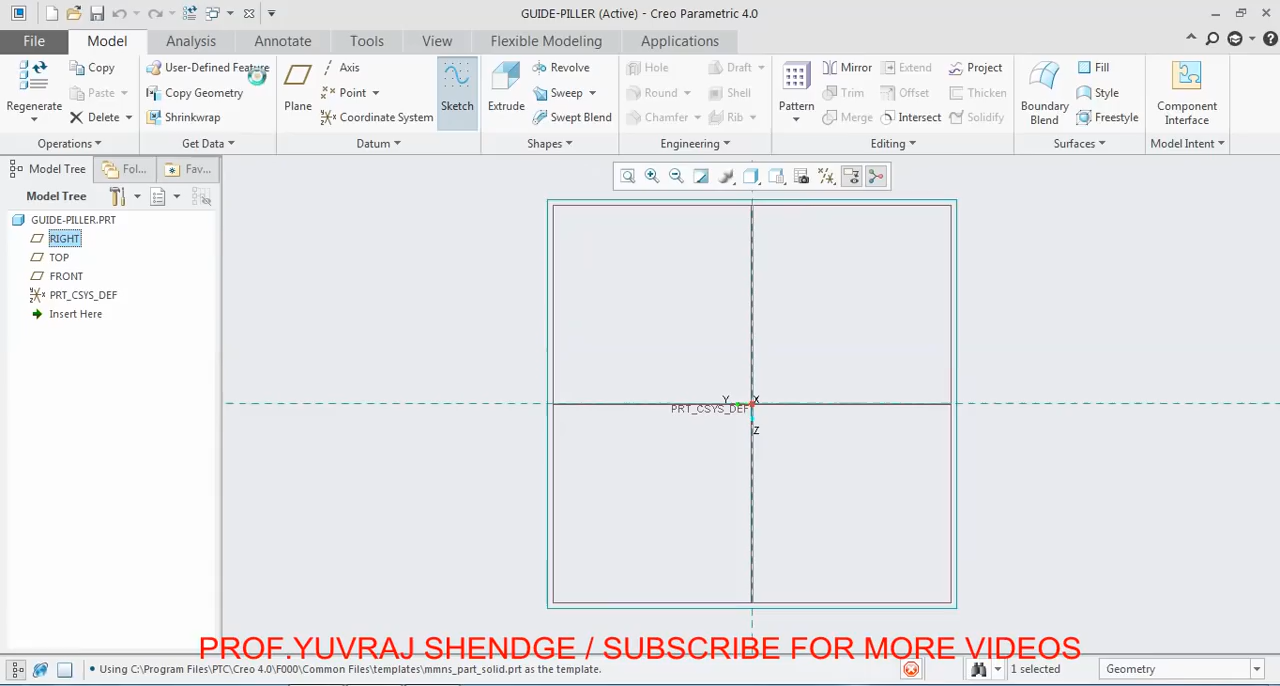 GUIDE-PILLER (Active) - Creo Parametric 4.0
File Model Analysis Annotate Tools View Flexible Modeling Applications
Regenerate Copy Paste Delete
User-Defined Feature Copy Geometry Shrinkwrap
Plane Axis Point Coordinate System Sketch
Extrude Revolve Sweep Swept Blend
Hole Round Chamfer Draft Shell Rib
Pattern Mirror Trim Merge Extend Offset Intersect Project Thicken Solidify
Boundary Blend Fill Style Freestyle
Component Interface
Operations Get Data Datum Shapes Engineering Editing Surfaces Model Intent
Model Tree Fol... Fav...
Model Tree
GUIDE-PILLER.PRT
RIGHT
TOP
FRONT
PRT_CSYS_DEF
Insert Here
Y X
PRT_CSYS_DEF
Z
PROF.YUVRAJ SHENDGE / SUBSCRIBE FOR MORE VIDEOS
• Using C:\Program Files\PTC\Creo 4.0\F000\Common Files\templates\mmns_part_solid.prt as the template. 1 selected Geometry